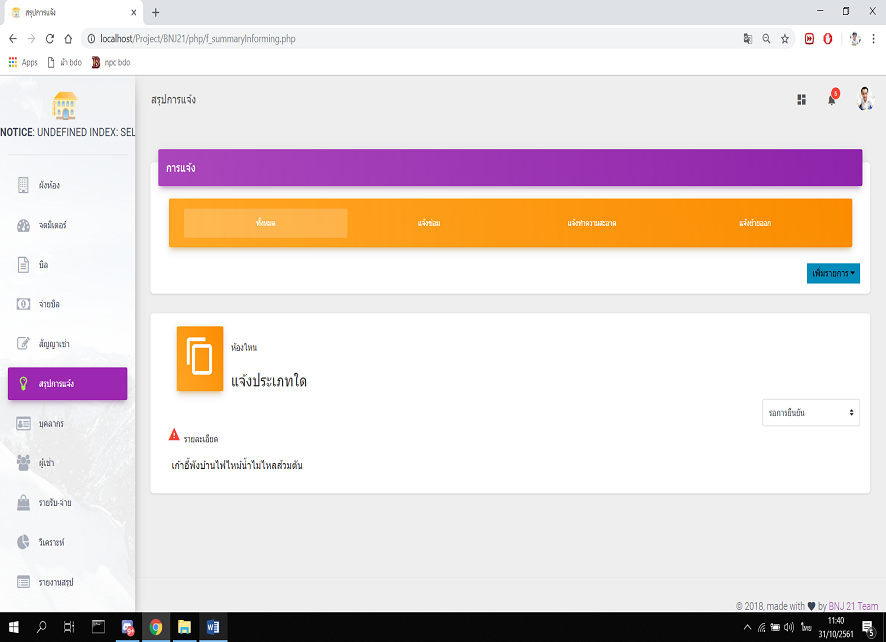 สรุปการแจ้ง
localhost/Project/BNJ21/php/f_summaryInforming.php
Apps
ม้า bdo
npc bdo
NOTICE: UNDEFINED INDEX: SEL
สรุปการแจ้ง
5
ผังห้อง
จดมิเตอร์
บิล
จ่ายบิล
สัญญาเช่า
สรุปการแจ้ง
บุคลากร
ผู้เช่า
รายรับ-จ่าย
วิเคราะห์
รายงานสรุป
การแจ้ง
ทั้งหมด
แจ้งซ่อม
แจ้งทำความสะอาด
แจ้งย้ายออก
เพิ่มรายการ
ห้องไหน
แจ้งประเภทใด
รอการยืนยัน
รายละเอียด
เก้าอี้พังบ้านไฟไหม้น้ำไม่ไหลส้วมตัน
© 2018, made with by BNJ 21 Team
ไทย
11:40
31/10/2561
5